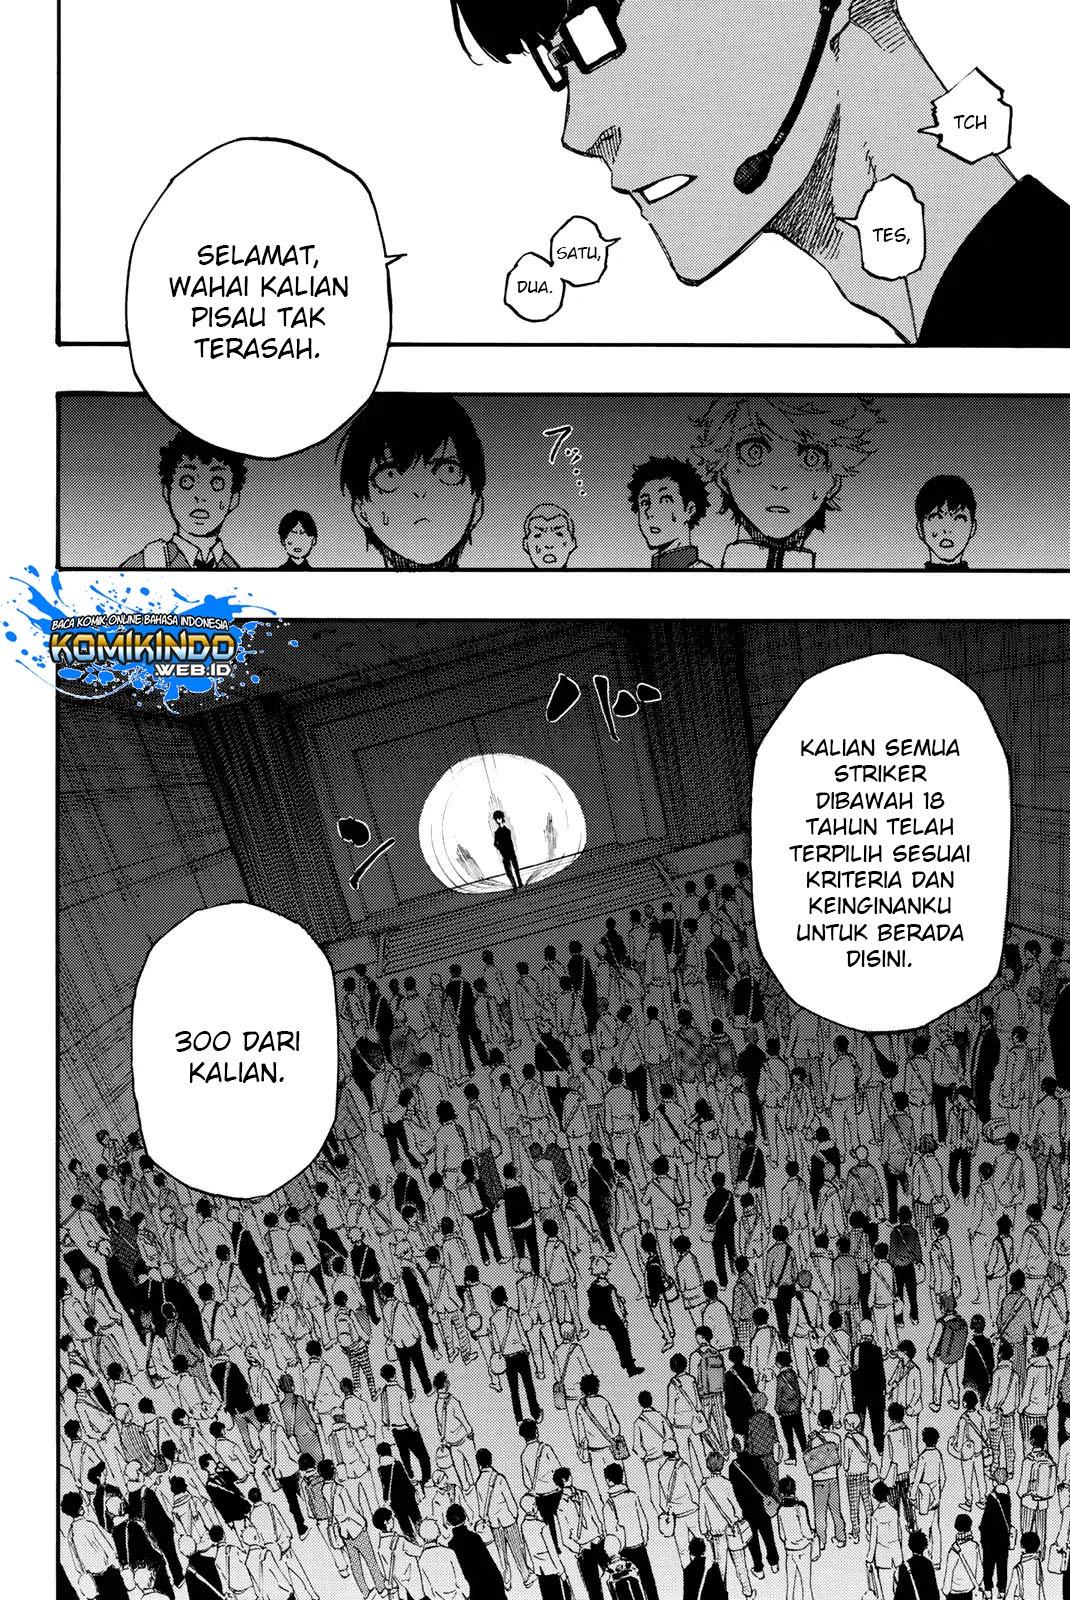 TCH
TES,
SATU,
DUA.
SELAMAT,
WAHAI KALIAN
PISAU TAK
TERASAH.
BACA KOMIK ONLINE BAHASA INDONESIA
KOMIKINDO
WEB.ID
KALIAN SEMUA
STRIKER
DIBAWAH 18
TAHUN TELAH
TERPILIH SESUAI
KRITERIA DAN
KEINGINANKU
UNTUK BERADA
DISINI.
300 DARI
KALIAN.